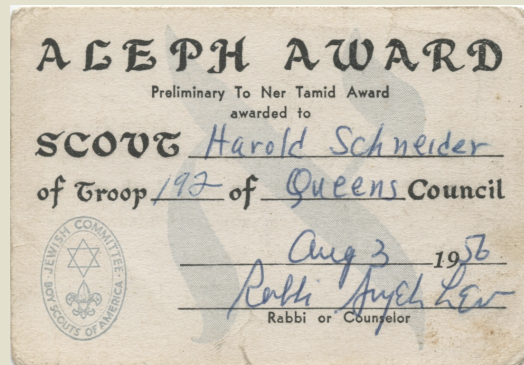 ALEPH AWARD
Preliminary To Ner Tamid Award
awarded to
SCOUT Harold Schneider
of Troop 192 of Queens Council
Aug 3 1956
Rabbi
Rabbi or Counselor
JEWISH COMMITTEE
BOY SCOUTS OF AMERICA
א